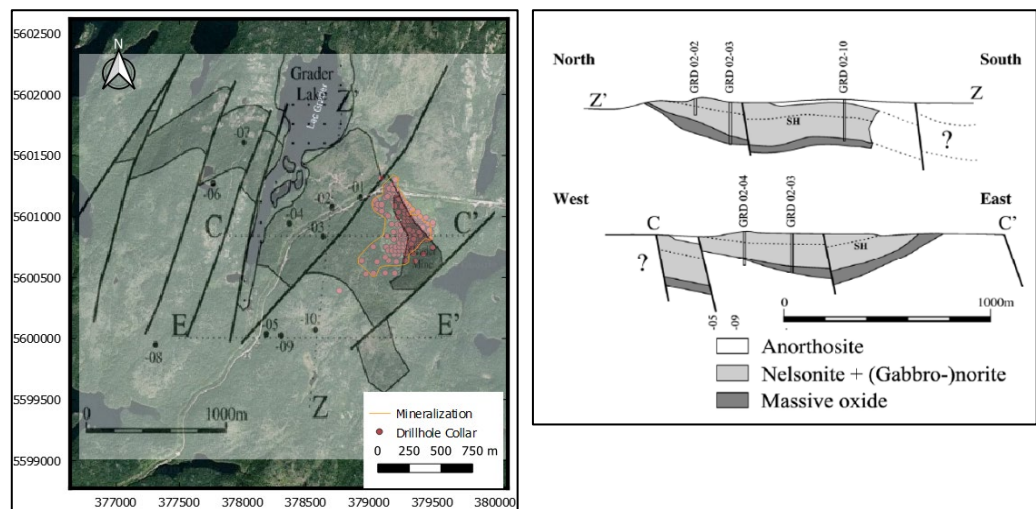 5602500
5602000
5601500
5601000
5600500
5600000
5599500
5599000
377000 377500 378000 378500 379000 379500 380000
N
Grader
Lake
Lac Grader
Z'
-06
-01
-02
-04
-03
C C'
Mine
E E'
-05
-10
-09
-08
Z
0 1000m
Mineralization
Drillhole Collar
0 250 500 750 m
North South
GRD 02-02
GRD 02-03
GRD 02-10
Z' Z
SH
?
West East
GRD 02-04
GRD 02-03
C C'
SH
?
-05
-09
0 1000m
Anorthosite
Nelsonite + (Gabbro-)norite
Massive oxide